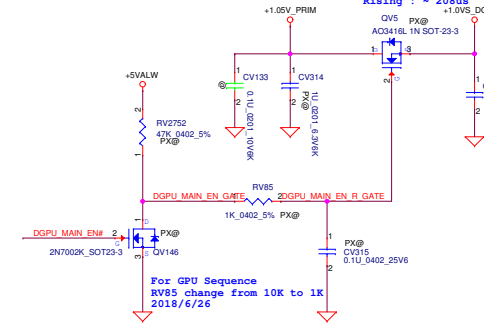 Rising : ~ 208us
+1.05V_PRIM
+1.0VS_DG
QV5 PX@
AO3416L 1N SOT-23-3
1
3
D
S
G
2
+5VALW
@
1
CV133
2
0.1U_0201_10V6K
1
CV314
2
PX@
1U_0201_6.3V6K
1
2
2
RV2752
47K_0402_5%
PX@
1
DGPU_MAIN_EN_GATE
1
RV85
2
DGPU_MAIN_EN_R_GATE
1K_0402_5% PX@
DGPU_MAIN_EN#
2
G
1
D
PX@
S
3
2N7002K_SOT23-3 QV146
1
PX@
CV315
0.1U_0402_25V6
2
For GPU Sequence
RV85 change from 10K to 1K
2018/6/26